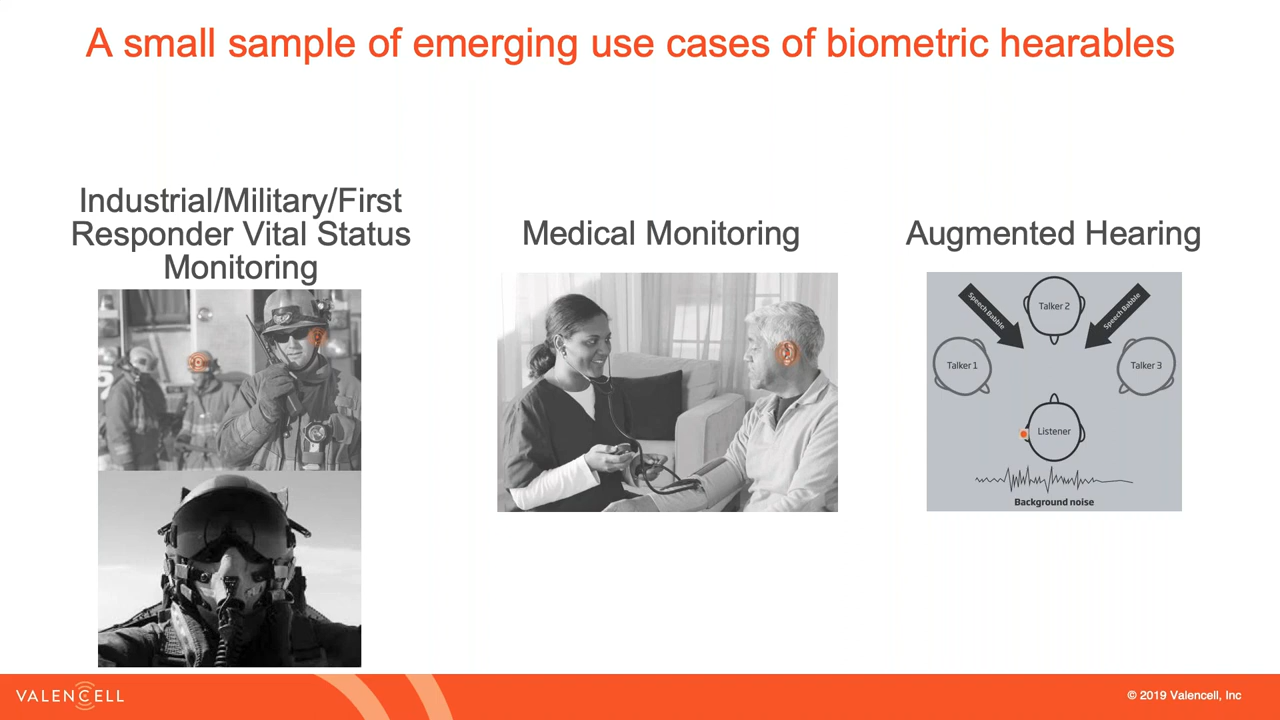 A small sample of emerging use cases of biometric hearables
Industrial/Military/First
Responder Vital Status
Monitoring
Medical Monitoring
Augmented Hearing
Speech Babble
Speech Babble
Talker 2
Talker 1
Talker 3
Listener
Background noise
VALENCELL
© 2019 Valencell, Inc